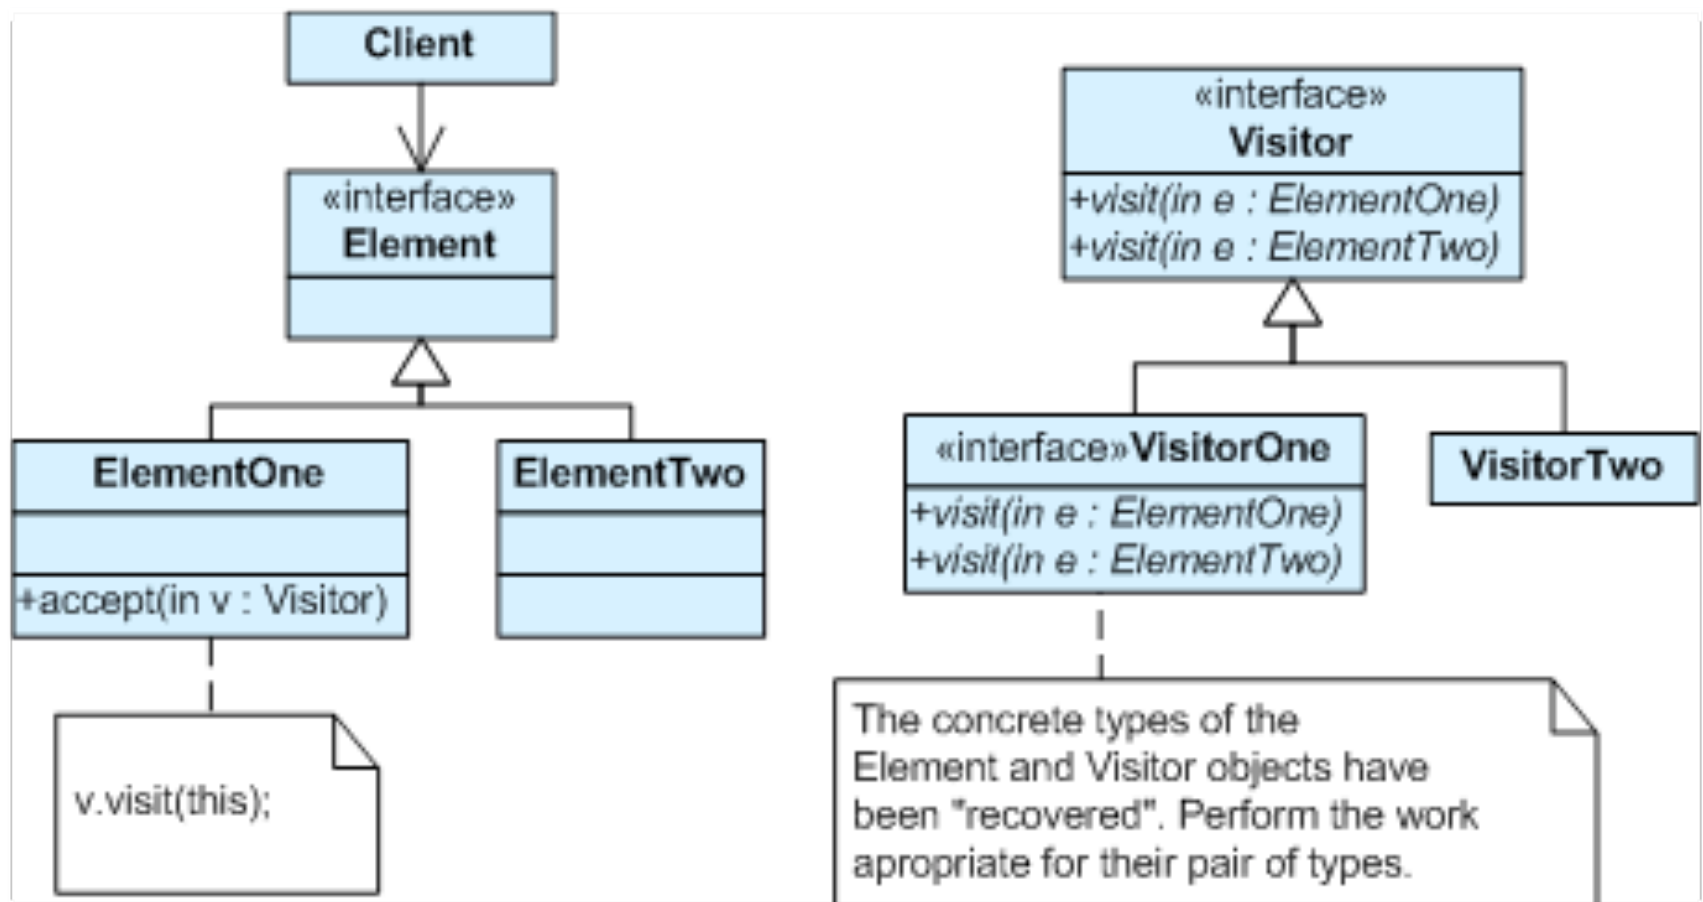 Client
«interface»
Element
ElementOne
+accept(in v : Visitor)
ElementTwo
v.visit(this);
«interface»
Visitor
+visit(in e : ElementOne)
+visit(in e : ElementTwo)
«interface»VisitorOne
+visit(in e : ElementOne)
+visit(in e : ElementTwo)
VisitorTwo
The concrete types of the
Element and Visitor objects have
been "recovered". Perform the work
apropriate for their pair of types.